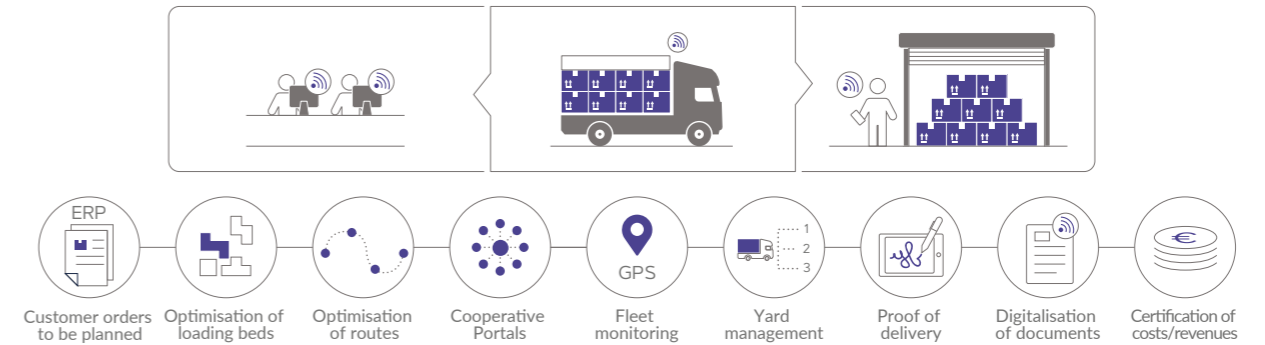 ERP
GPS
1
2
3
€
Customer orders
to be planned
Optimisation of
loading beds
Optimisation
of routes
Cooperative
Portals
Fleet
monitoring
Yard
management
Proof of
delivery
Digitalisation
of documents
Certification of
costs/revenues